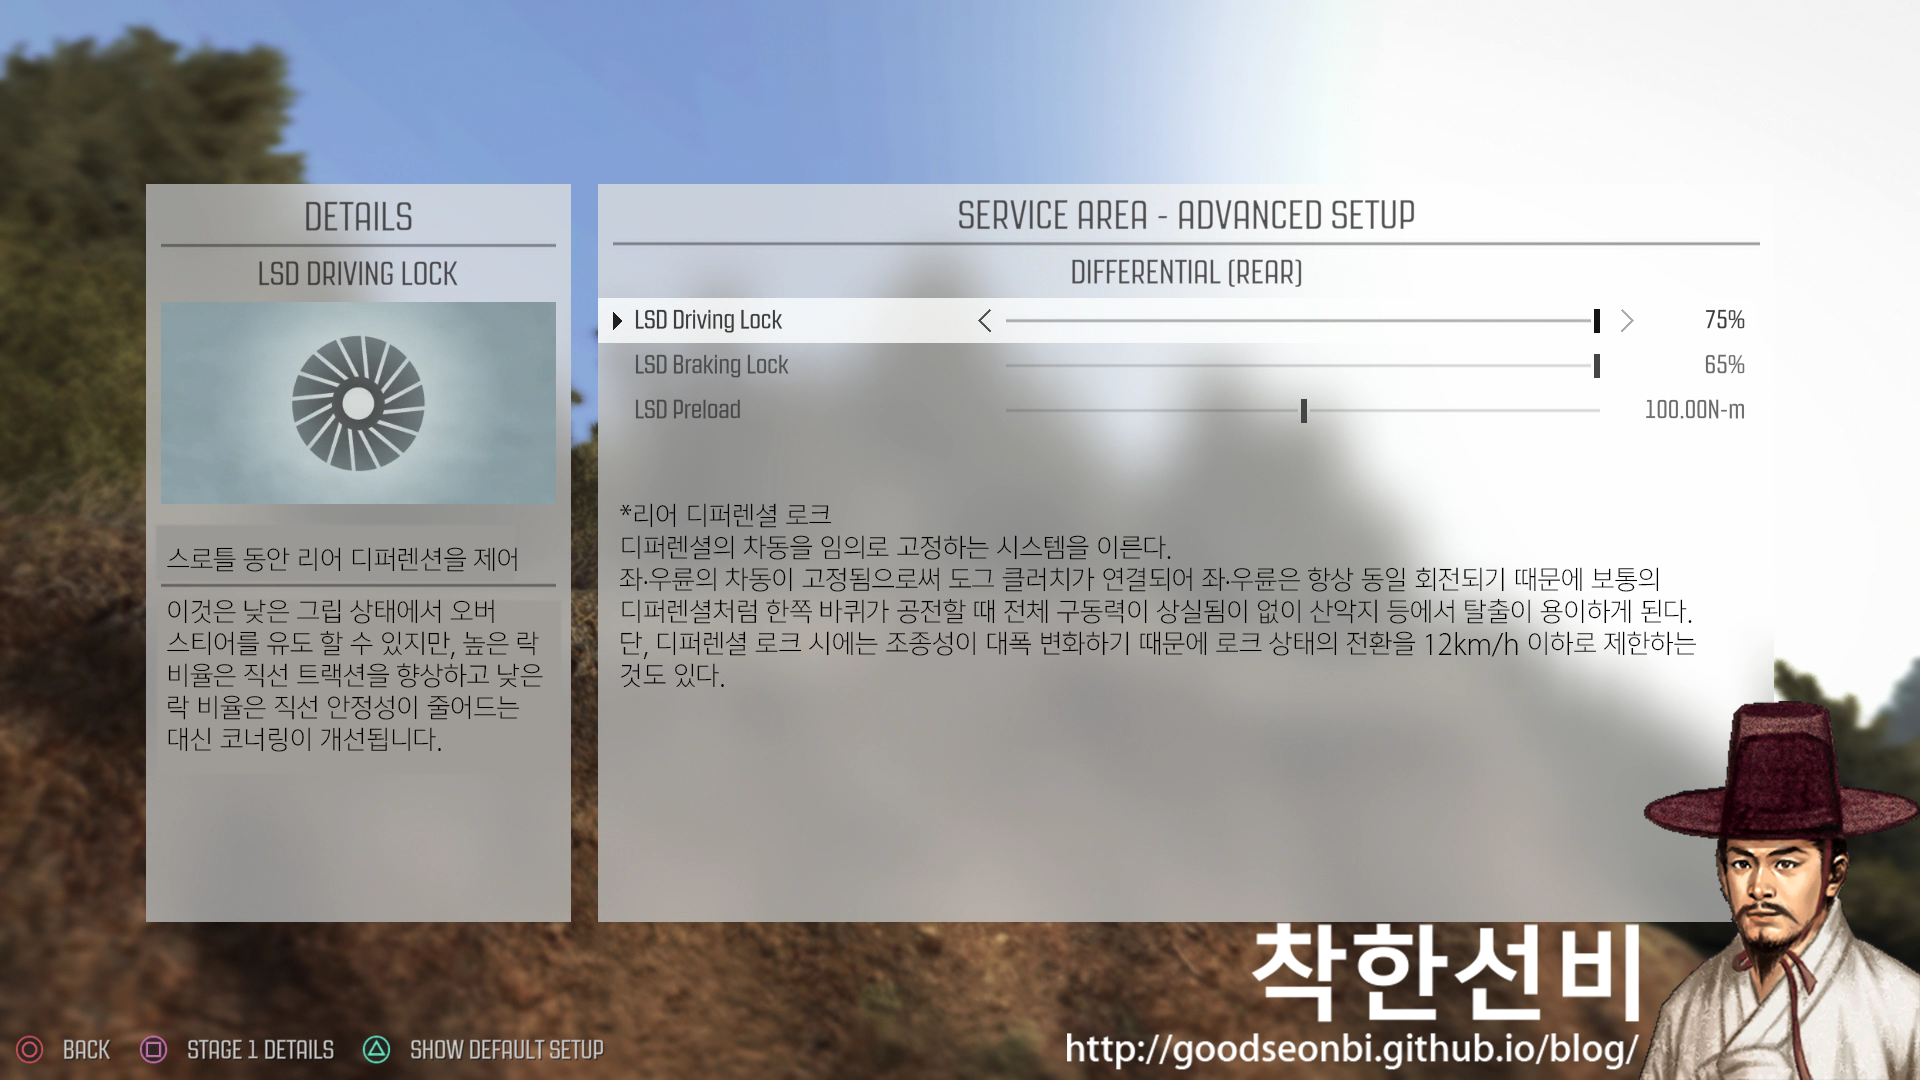 DETAILS
LSD DRIVING LOCK
스로틀 동안 리어 디퍼렌션을 제어
이것은 낮은 그립 상태에서 오버
스티어를 유도 할 수 있지만, 높은 락
비율은 직선 트랙션을 향상하고 낮은
락 비율은 직선 안정성이 줄어드는
대신 코너링이 개선됩니다.
SERVICE AREA - ADVANCED SETUP
DIFFERENTIAL (REAR)
LSD Driving Lock 75%
LSD Braking Lock 65%
LSD Preload 100.00N-m
*리어 디퍼렌셜 로크
디퍼렌셜의 차동을 임의로 고정하는 시스템을 이른다.
좌·우륜의 차동이 고정됨으로써 도그 클러치가 연결되어 좌·우륜은 항상 동일 회전되기 때문에 보통의
디퍼렌셜처럼 한쪽 바퀴가 공전할 때 전체 구동력이 상실됨이 없이 산악지 등에서 탈출이 용이하게 된다.
단, 디퍼렌셜 로크 시에는 조종성이 대폭 변화하기 때문에 로크 상태의 전환을 12km/h 이하로 제한하는
것도 있다.
착한선비
http://goodseonbi.github.io/blog/
BACK STAGE 1 DETAILS SHOW DEFAULT SETUP